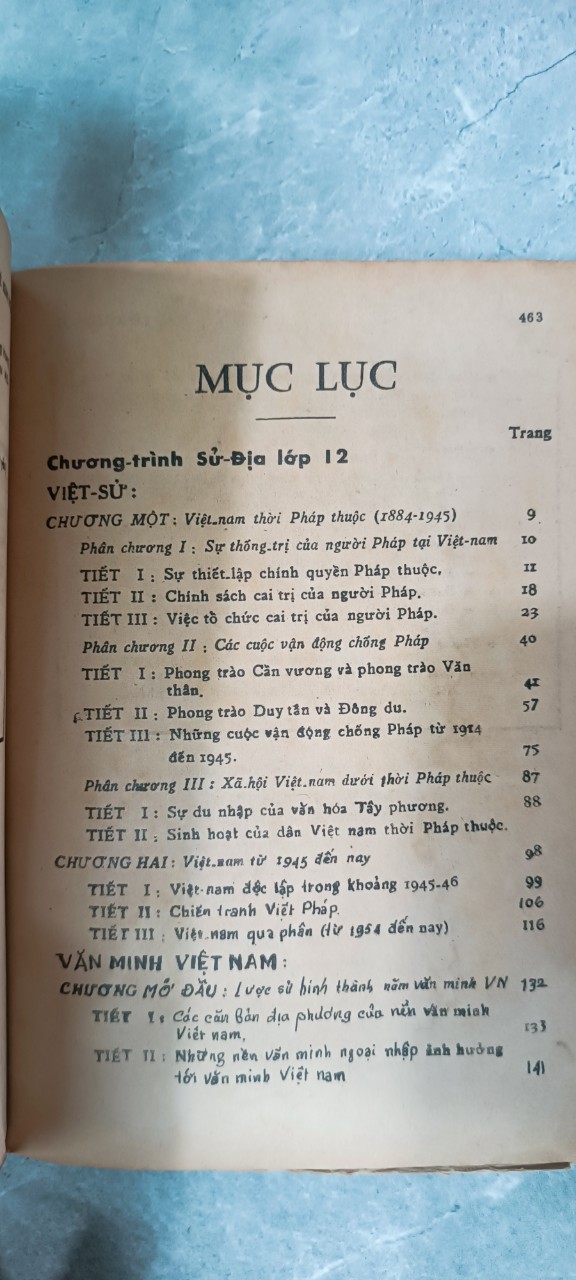 463
MỤC LỤC
Trang
Chương-trình Sử-Địa lớp 12
VIỆT-SỬ :
CHƯƠNG MỘT : Việt-nam thời Pháp thuộc (1884-1945) 9
Phân chương I : Sự thống-trị của người Pháp tại Việt-nam 10
TIẾT I : Sự thiết-lập chính quyền Pháp thuộc, 11
TIẾT II : Chính sách cai trị của người Pháp. 18
TIẾT III : Việc tổ chức cai trị của người Pháp. 23
Phân chương II : Các cuộc vận động chống Pháp 40
TIẾT I : Phong trào Cần vương và phong trào Văn
thân. 41
TIẾT II : Phong trào Duy tân và Đông du. 57
TIẾT III : Những cuộc vận động chống Pháp từ 1914
đến 1945. 75
Phân chương III : Xã-hội Việt-nam dưới thời Pháp thuộc 87
TIẾT I : Sự du nhập của văn hóa Tây phương. 88
TIẾT II : Sinh hoạt của dân Việt nam thời Pháp thuộc.
CHƯƠNG HAI : Việt-nam từ 1945 đến nay 98
TIẾT I : Việt-nam độc lập trong khoảng 1945-46 99
TIẾT II : Chiến tranh Việt Pháp. 106
TIẾT III : Việt-nam qua phân (từ 1954 đến nay) 116
VĂN MINH VIỆT NAM :
CHƯƠNG MỞ ĐẦU : Lược sử hình thành nền văn minh VN 132
TIẾT I : Các căn bản địa phương của nền văn minh
Việt nam, 133
TIẾT II : Những nền văn minh ngoại nhập ảnh hưởng
tới văn minh Việt nam 141